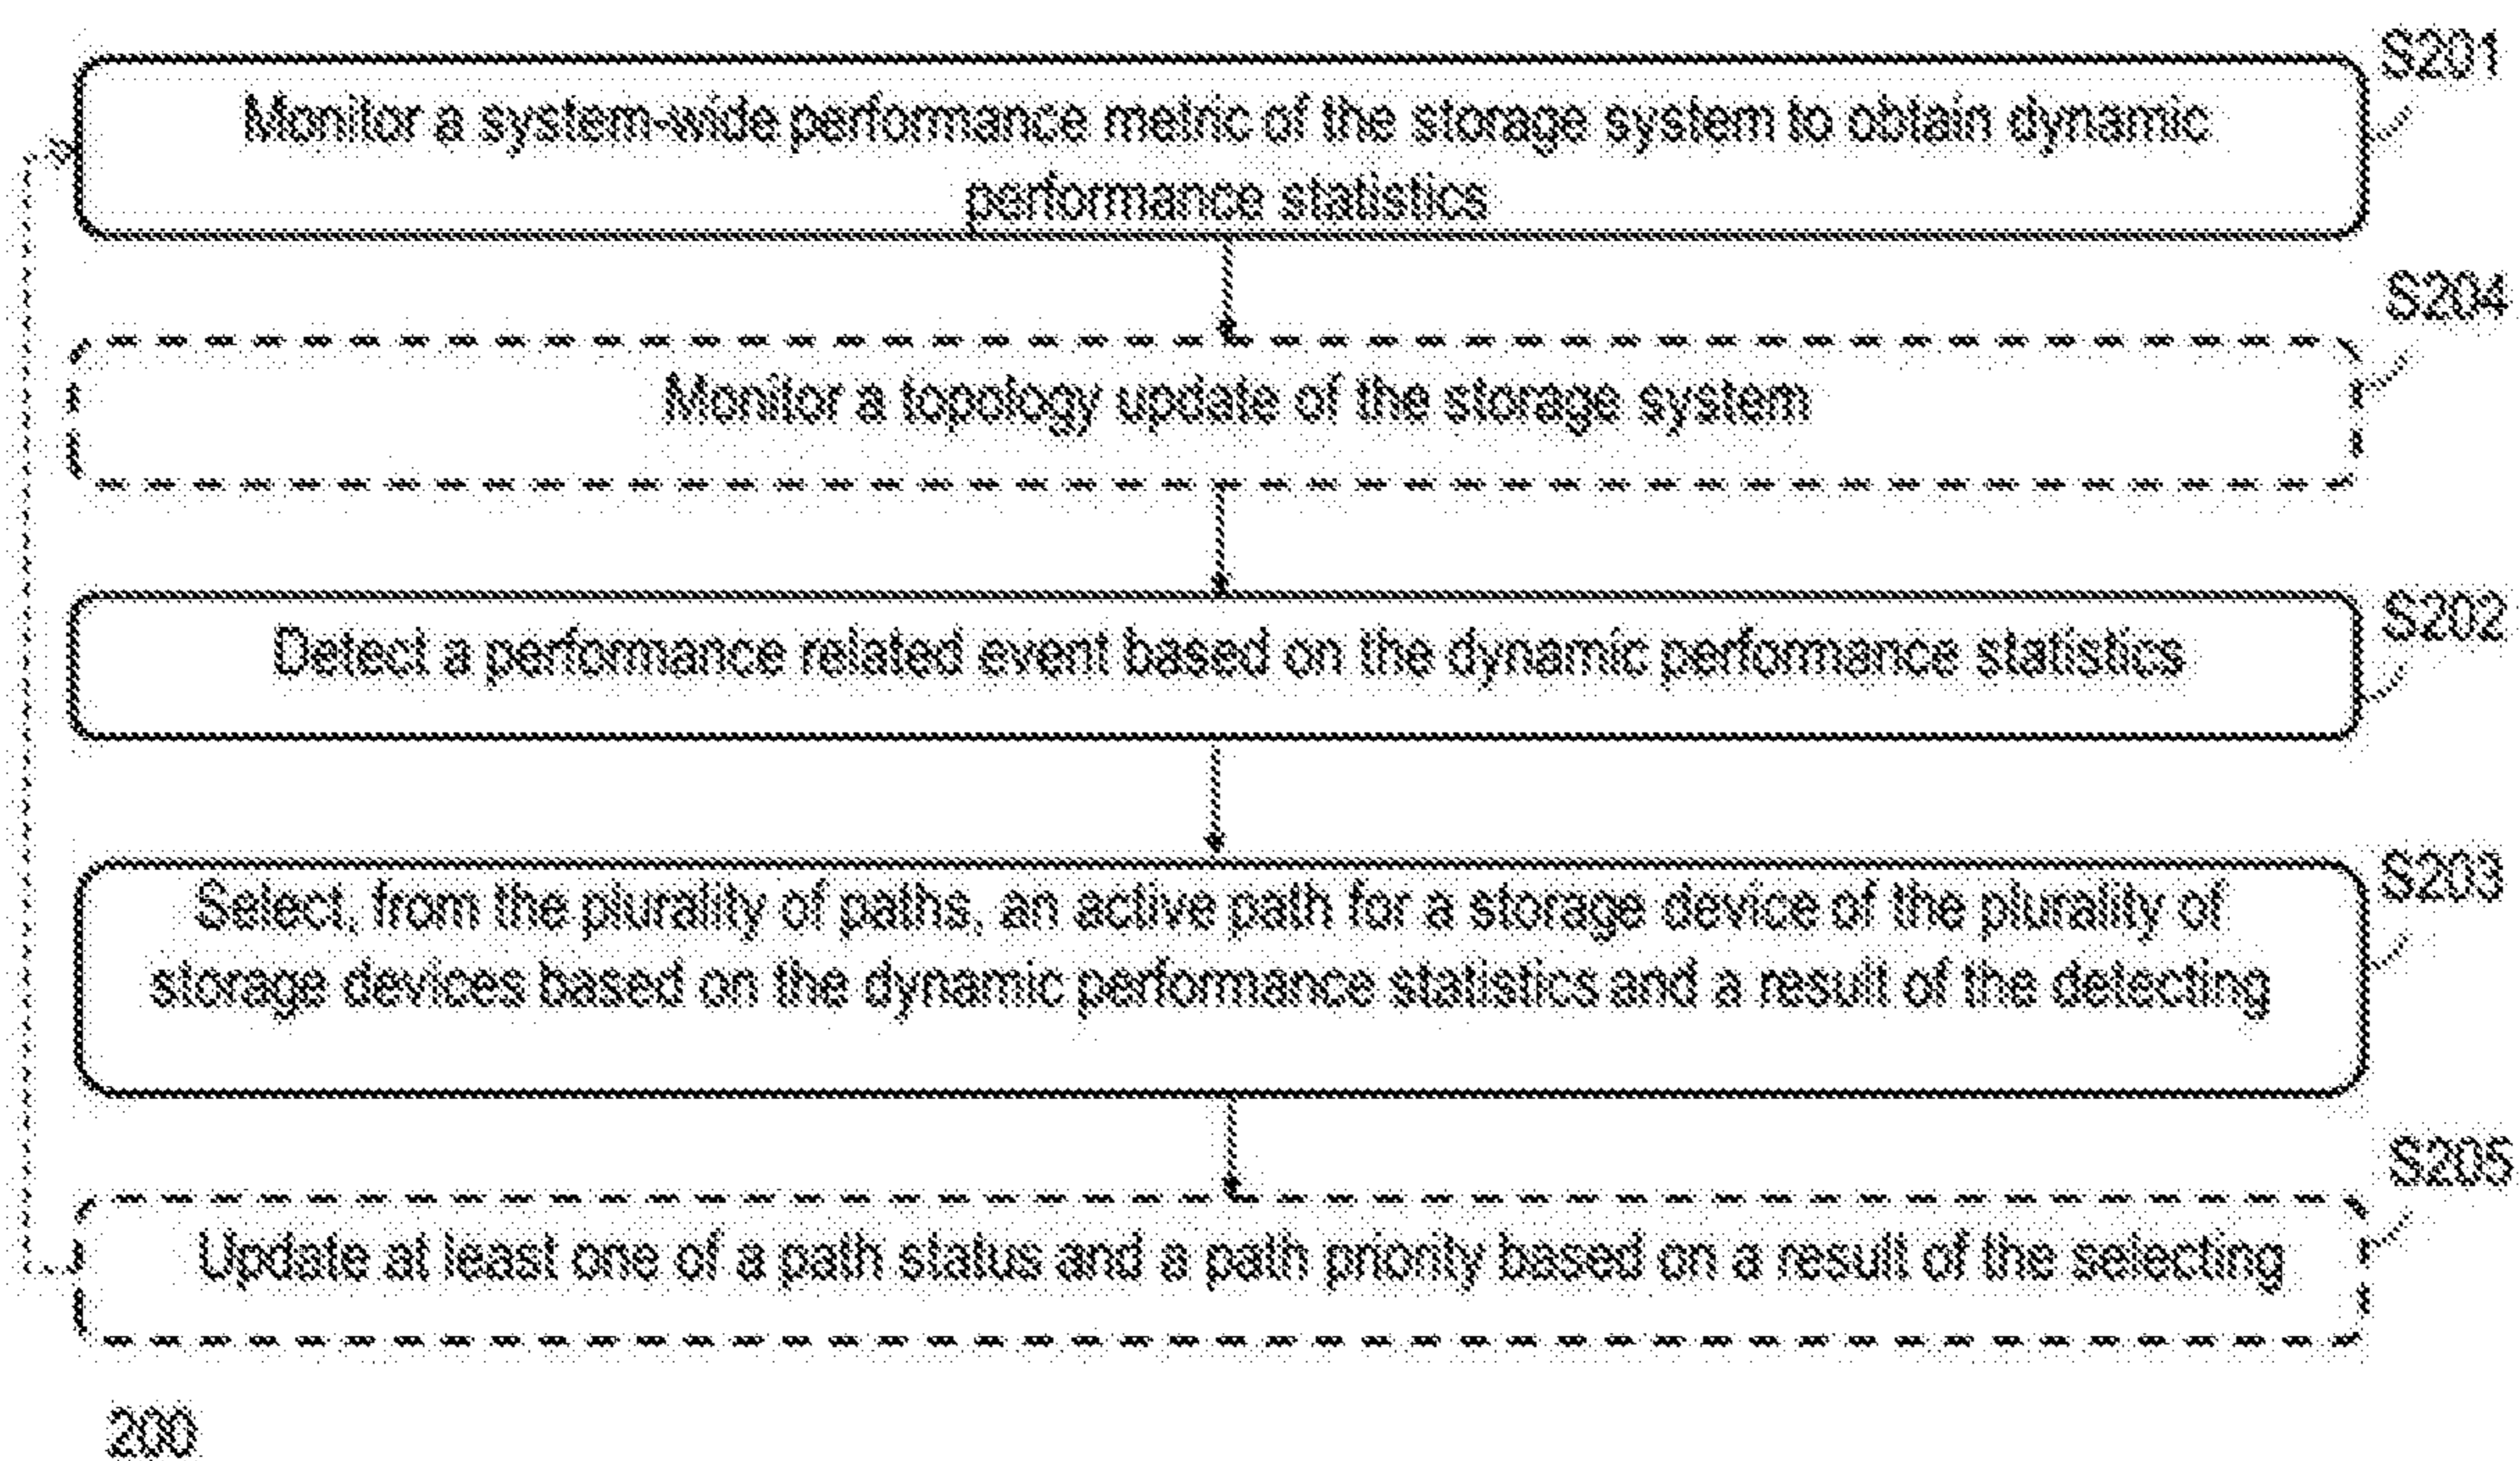 S201
Monitor a system-wide performance metric of the storage system to obtain dynamic
performance statistics
S204
Monitor a topology update of the storage system
S202
Detect a performance related event based on the dynamic performance statistics
S203
Select, from the plurality of paths, an active path for a storage device of the plurality of
storage devices based on the dynamic performance statistics and a result of the detecting
S205
Update at least one of a path status and a path priority based on a result of the selecting
200